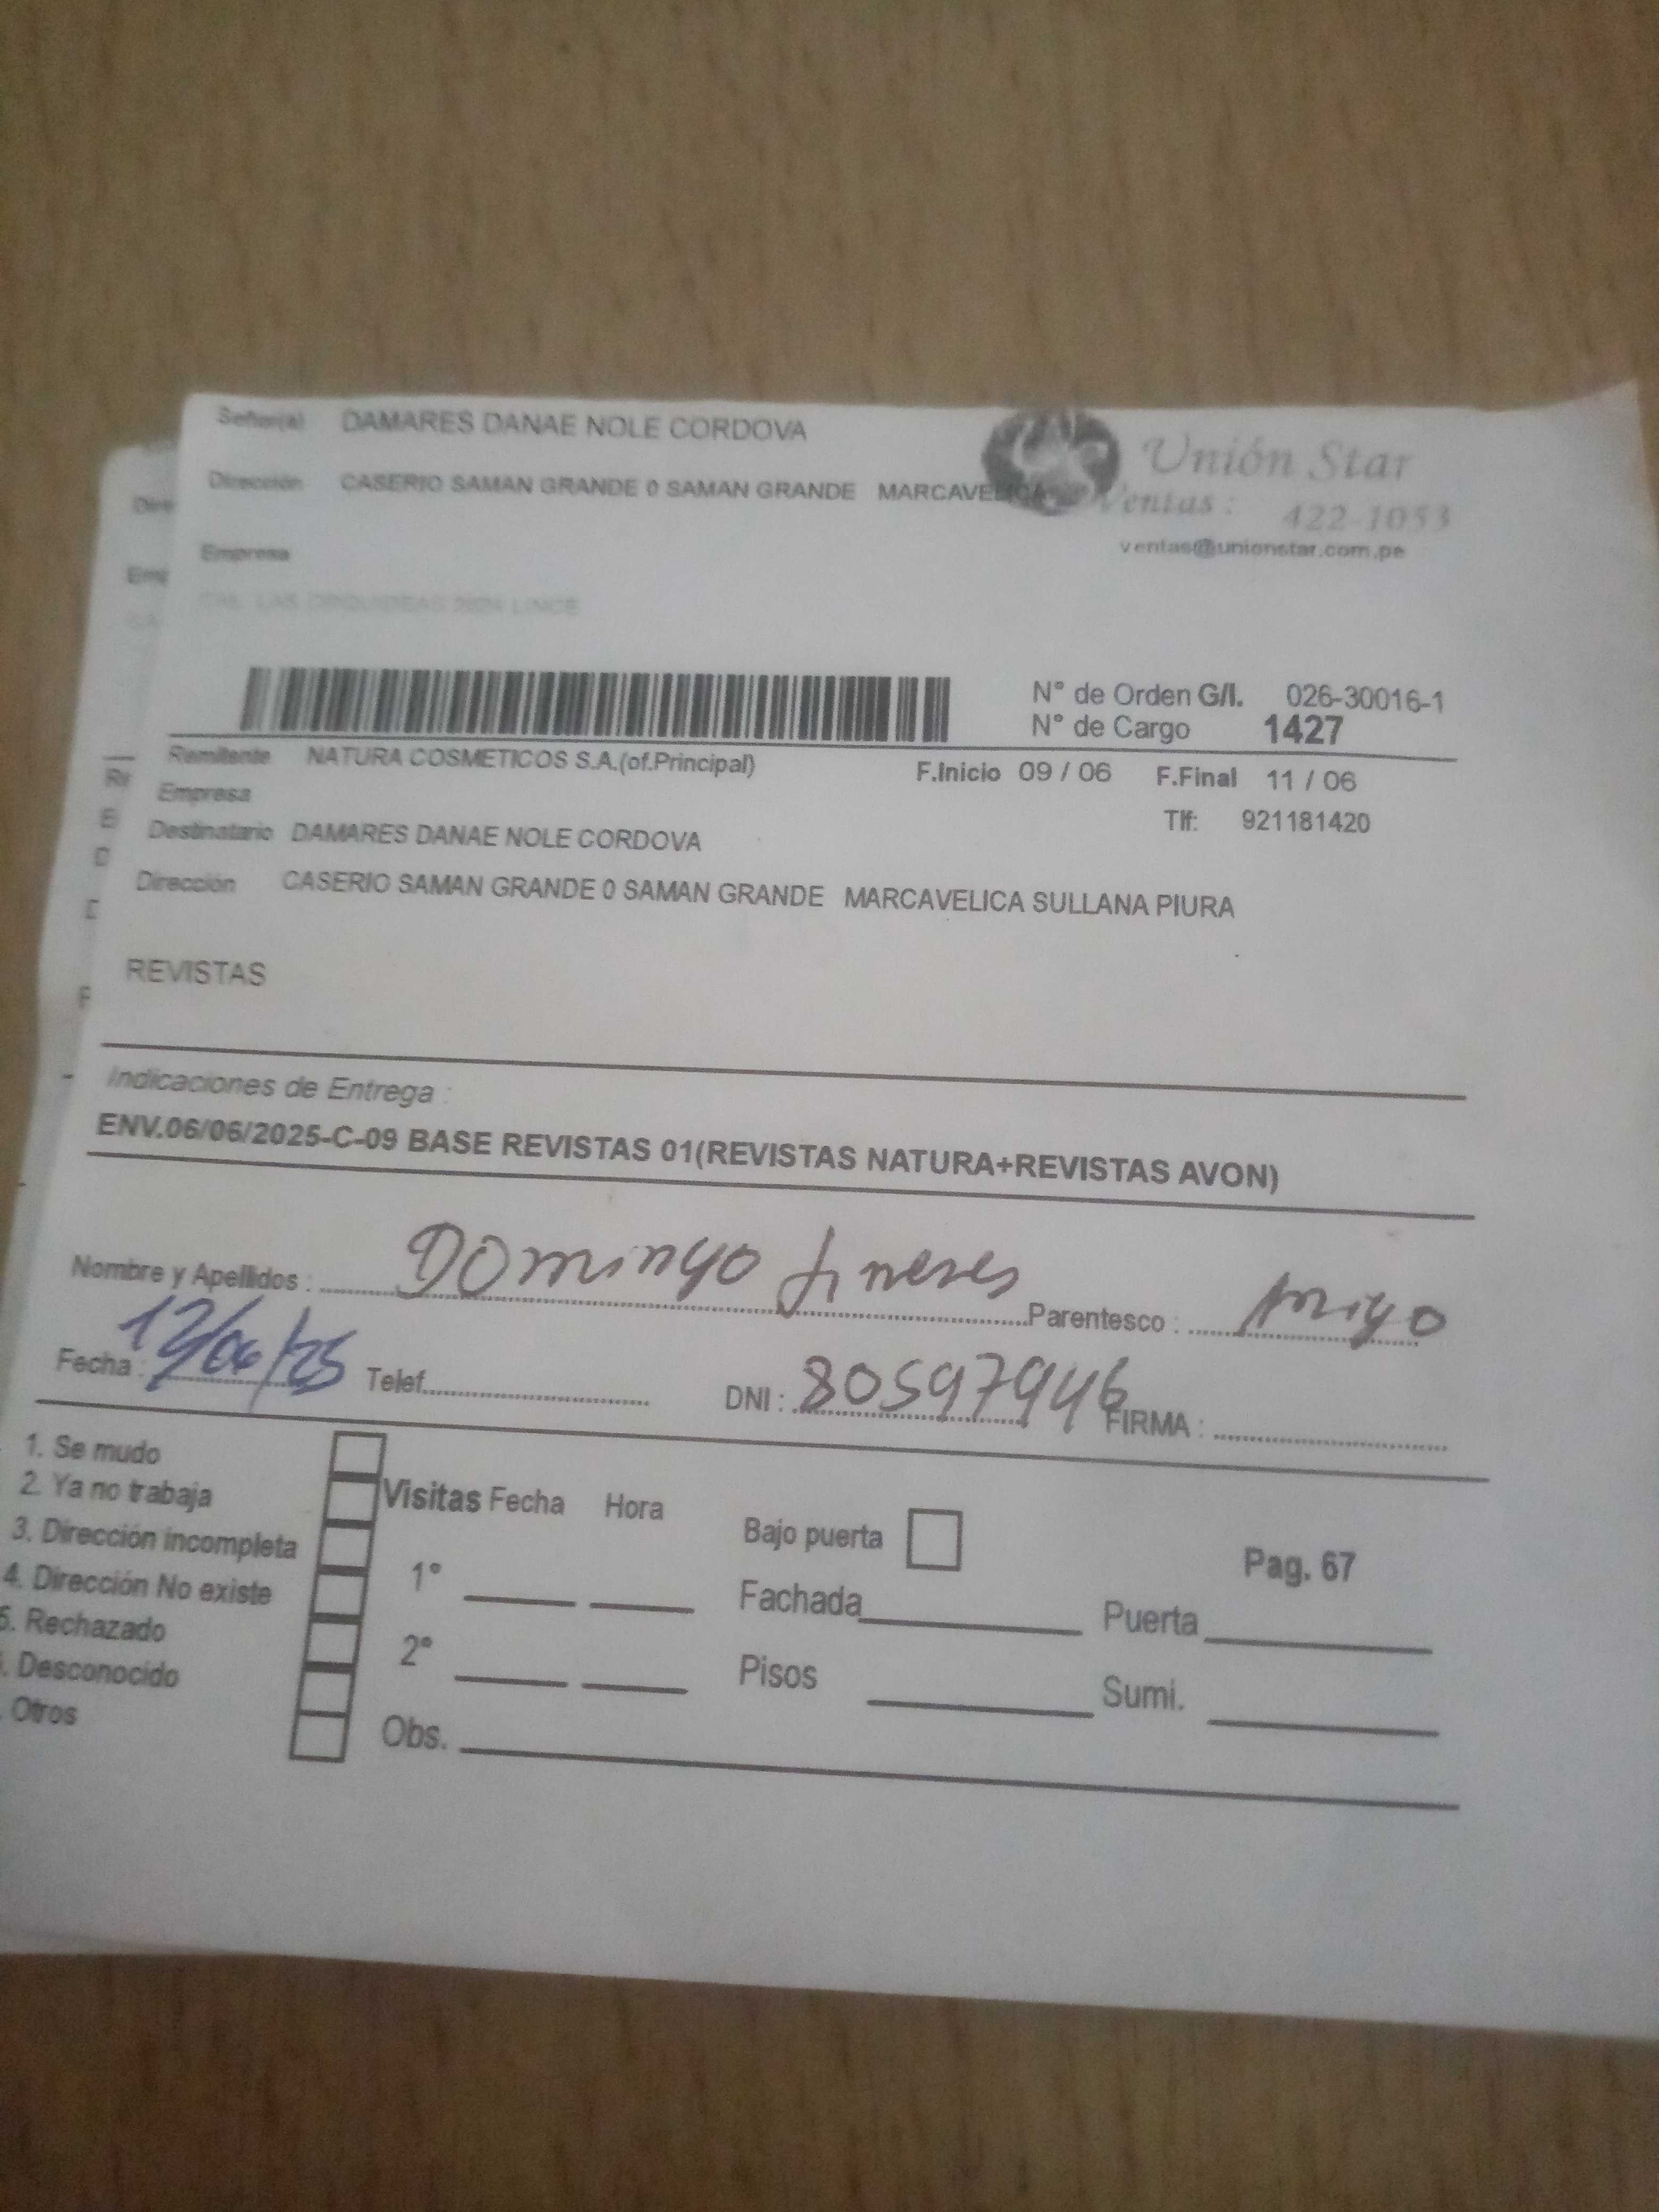 Señor(a) DAMARES DANAE NOLE CORDOVA
Unión Star
Dirección CASERIO SAMAN GRANDE 0 SAMAN GRANDE MARCAVELICA
Ventas : 422-1053
ventas@unionstar.com.pe
Empresa
CAL. LAS ORQUIDEAS LINCE
N° de Orden G/I. 026-30016-1
N° de Cargo 1427
Remitente NATURA COSMETICOS S.A.(of.Principal)
F.Inicio 09 / 06 F.Final 11 / 06
Empresa
Tlf: 921181420
Destinatario DAMARES DANAE NOLE CORDOVA
Dirección CASERIO SAMAN GRANDE 0 SAMAN GRANDE MARCAVELICA SULLANA PIURA
REVISTAS
Indicaciones de Entrega :
ENV.06/06/2025-C-09 BASE REVISTAS 01(REVISTAS NATURA+REVISTAS AVON)
Nombre y Apellidos : Domingo Parentesco : Amigo
Fecha : 12/06/25 Telef. DNI : 80597946 FIRMA :
1. Se mudo
2. Ya no trabaja
3. Dirección incompleta
4. Dirección No existe
5. Rechazado
. Desconocido
. Otros
Visitas Fecha Hora
1°
2°
Obs.
Bajo puerta
Pag. 67
Fachada Puerta
Pisos Sumi.